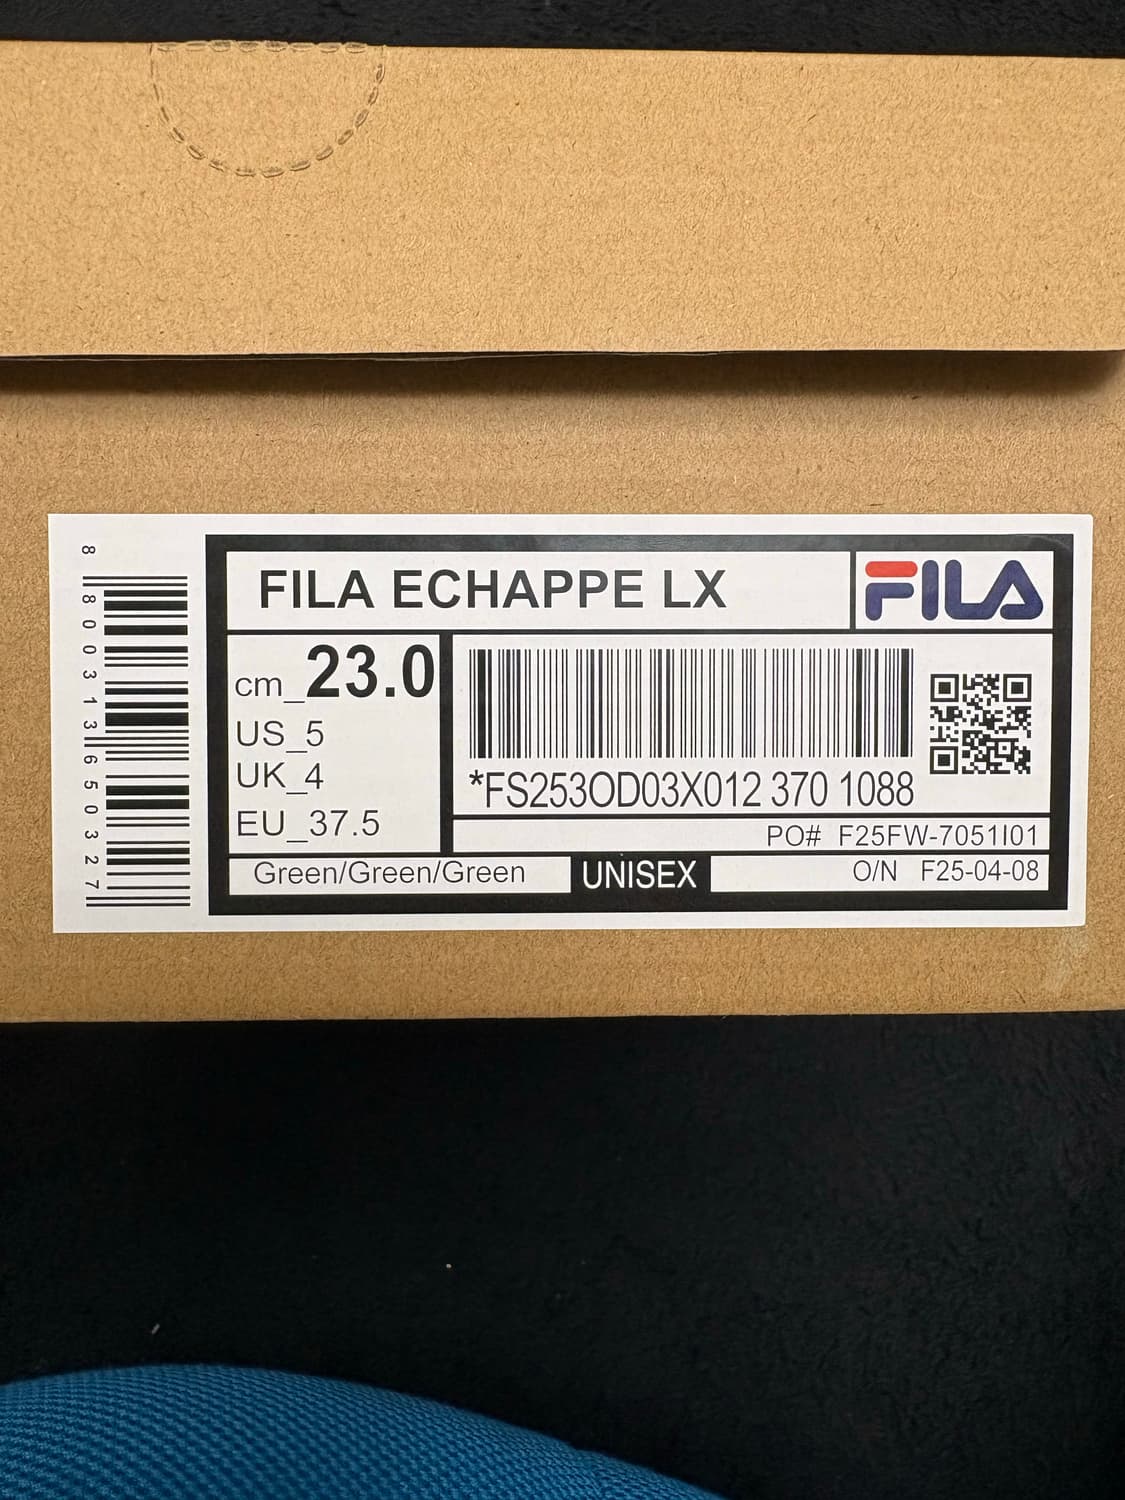 FILA ECHAPPE LX
FILA
cm_23.0
US_5
UK_4
EU_37.5
*FS253OD03X012 370 1088
PO# F25FW-7051I01
Green/Green/Green
UNISEX
O/N F25-04-08
8 800313 650327